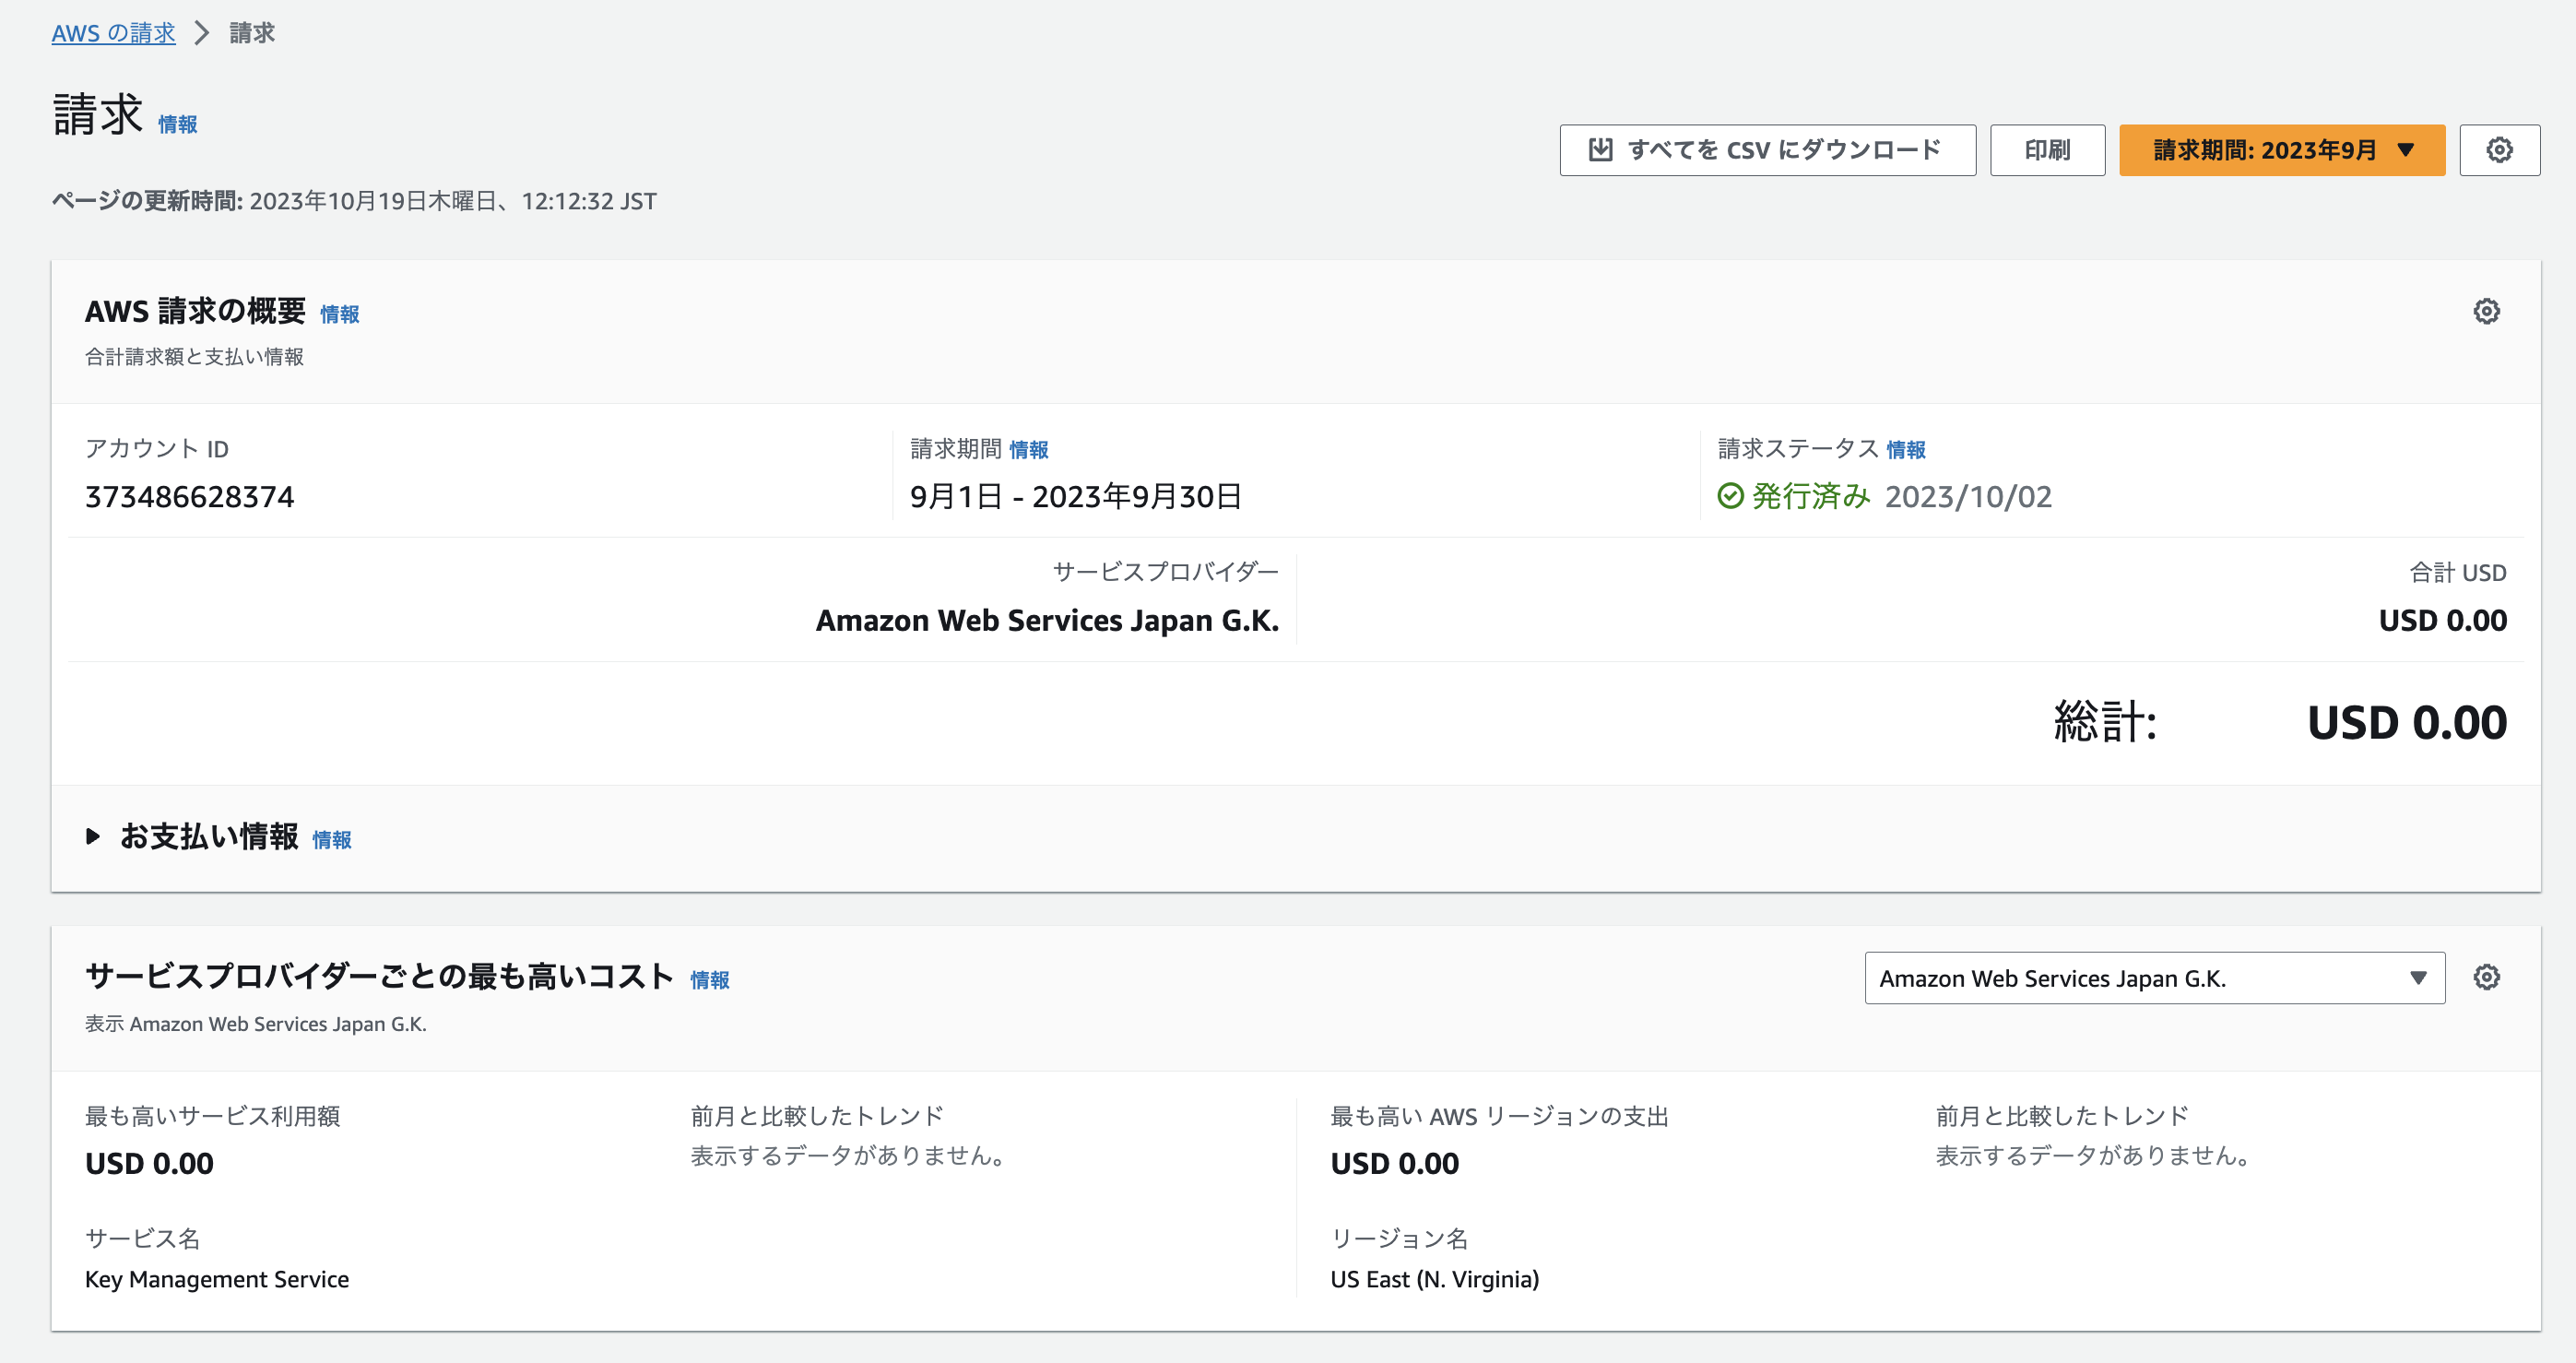 AWS の請求 > 請求
請求 情報
すべてを CSV にダウンロード 印刷 請求期間: 2023年9月
ページの更新時間: 2023年10月19日木曜日、12:12:32 JST
AWS 請求の概要 情報
合計請求額と支払い情報
アカウント ID 請求期間 情報 請求ステータス 情報
373486628374 9月1日 - 2023年9月30日 発行済み 2023/10/02
サービスプロバイダー 合計 USD
Amazon Web Services Japan G.K. USD 0.00
総計: USD 0.00
お支払い情報 情報
サービスプロバイダーごとの最も高いコスト 情報 Amazon Web Services Japan G.K.
表示 Amazon Web Services Japan G.K.
最も高いサービス利用額 前月と比較したトレンド 最も高い AWS リージョンの支出 前月と比較したトレンド
USD 0.00 表示するデータがありません。 USD 0.00 表示するデータがありません。
サービス名 リージョン名
Key Management Service US East (N. Virginia)